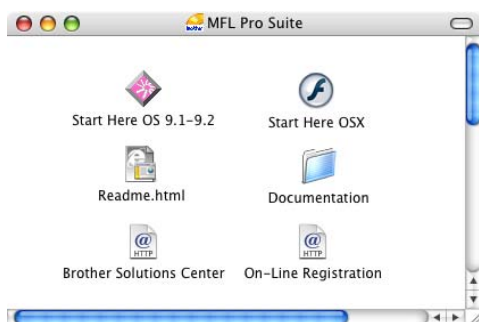 MFL Pro Suite
Start Here OS 9.1-9.2
Start Here OSX
Readme.html
Documentation
@
HTTP
@
HTTP
Brother Solutions Center
On-Line Registration